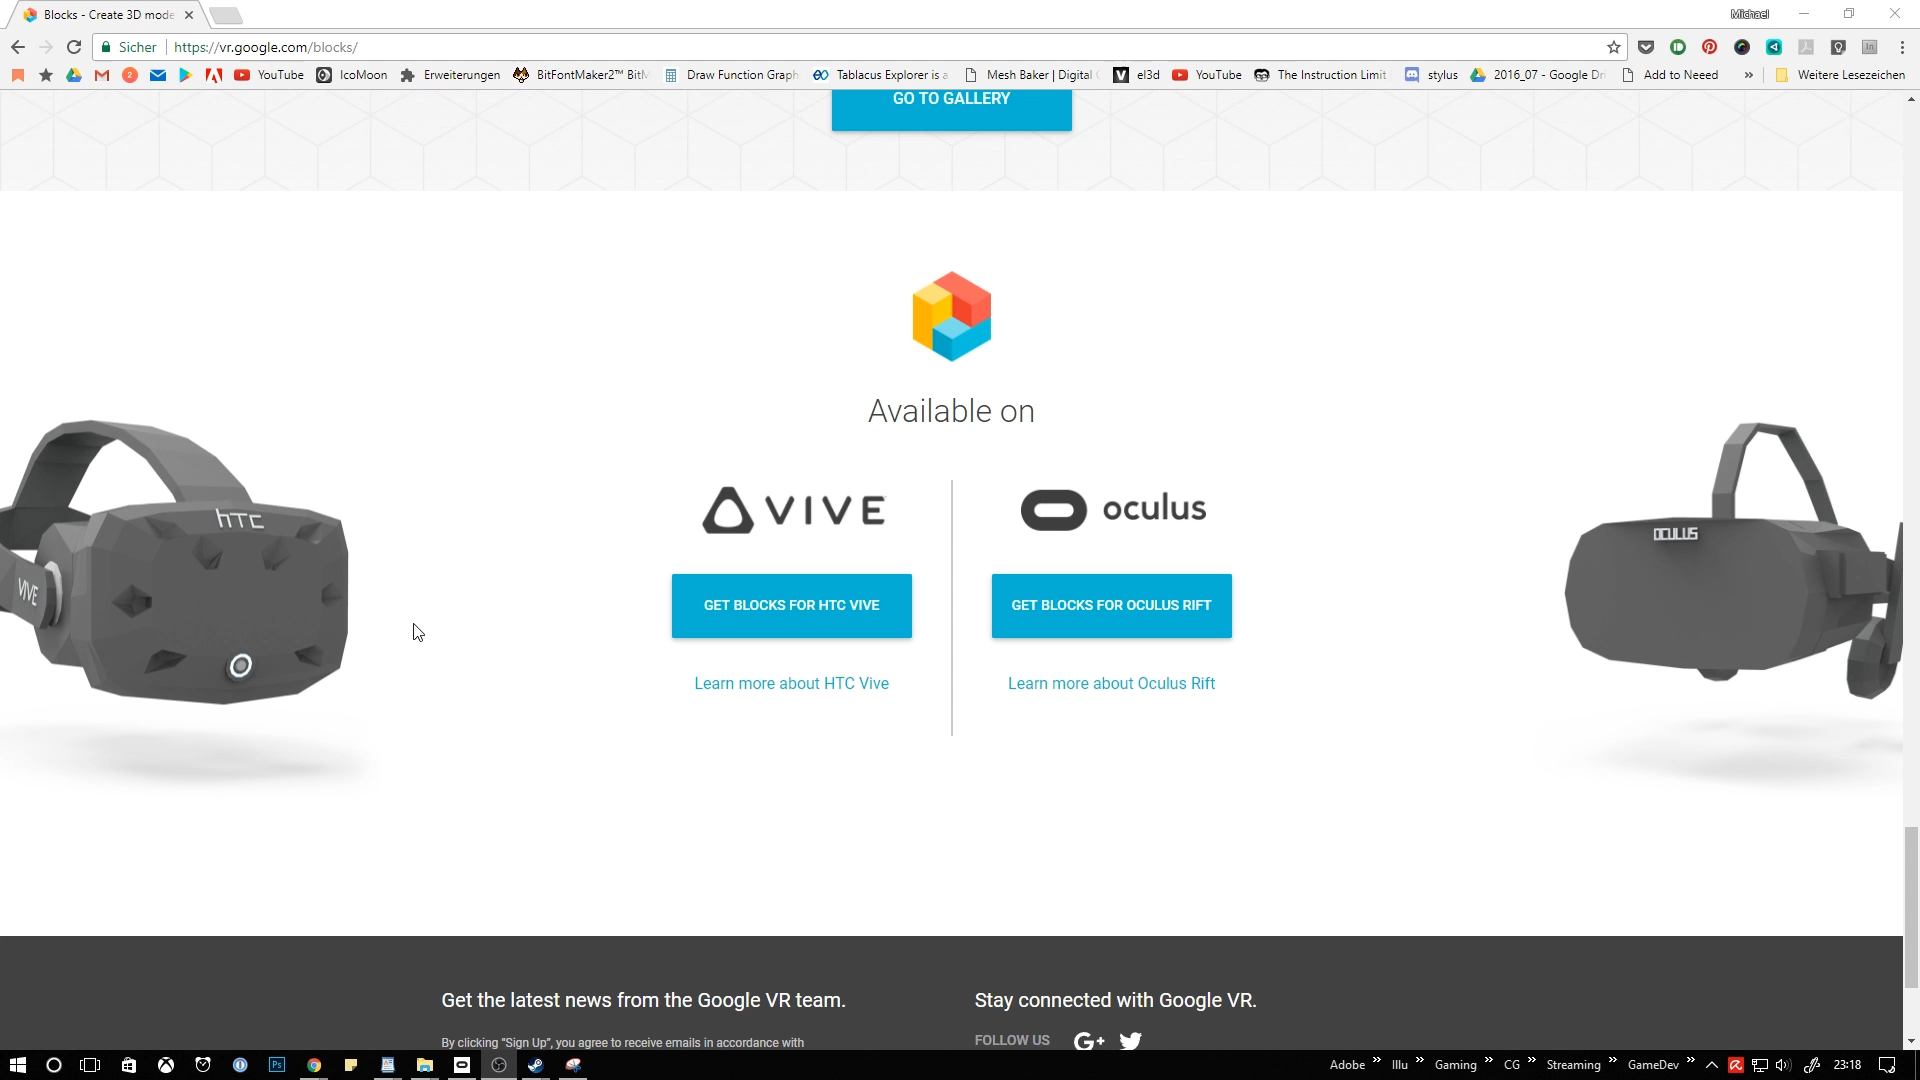 Blocks - Create 3D mode
Michael
Sicher
https://vr.google.com/blocks/
2
YouTube
IcoMoon
Erweiterungen
BitFontMaker2™ BitM
Draw Function Graph
Tablacus Explorer is a
Mesh Baker | Digital
el3d
YouTube
The Instruction Limit
stylus
2016_07 - Google Dr
Add to Neeed
»
Weitere Lesezeichen
GO TO GALLERY
Available on
htc
VIVE
VIVE
oculus
OCULUS
GET BLOCKS FOR HTC VIVE
GET BLOCKS FOR OCULUS RIFT
Learn more about HTC Vive
Learn more about Oculus Rift
Get the latest news from the Google VR team.
Stay connected with Google VR.
By clicking "Sign Up", you agree to receive emails in accordance with
FOLLOW US
G+
Ps
Adobe »
Illu »
Gaming »
CG »
Streaming »
GameDev »
23:18